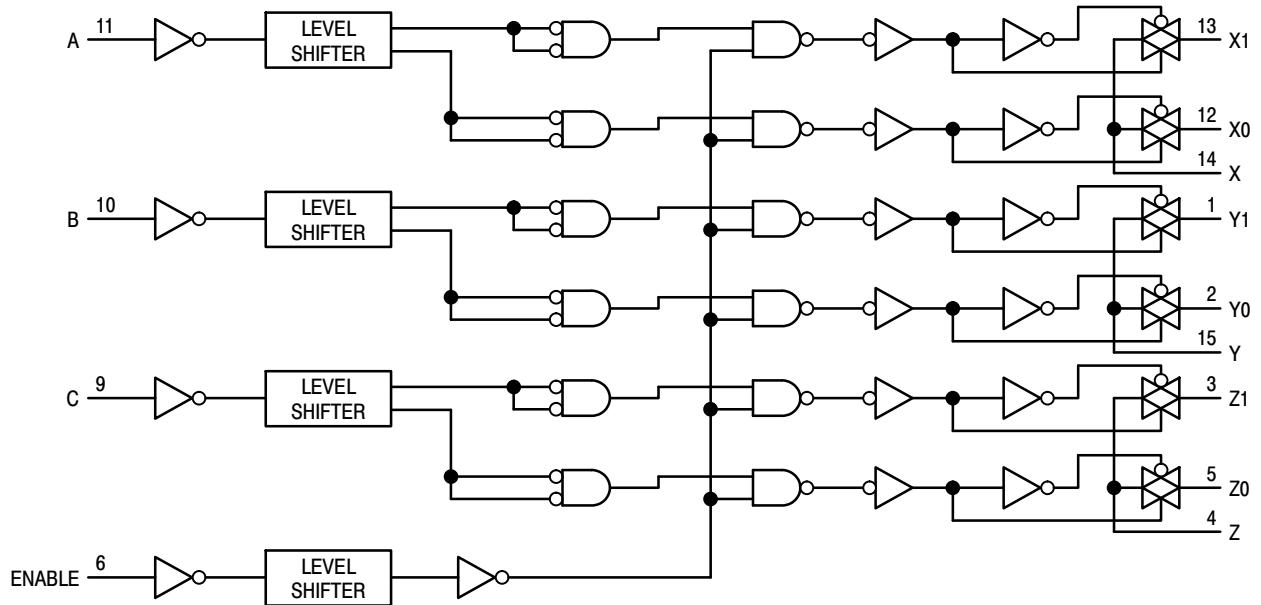 A 11 LEVEL SHIFTER 13 X1
12 X0
14 X
B 10 LEVEL SHIFTER 1 Y1
2 Y0
15 Y
C 9 LEVEL SHIFTER 3 Z1
5 Z0
4 Z
ENABLE 6 LEVEL SHIFTER